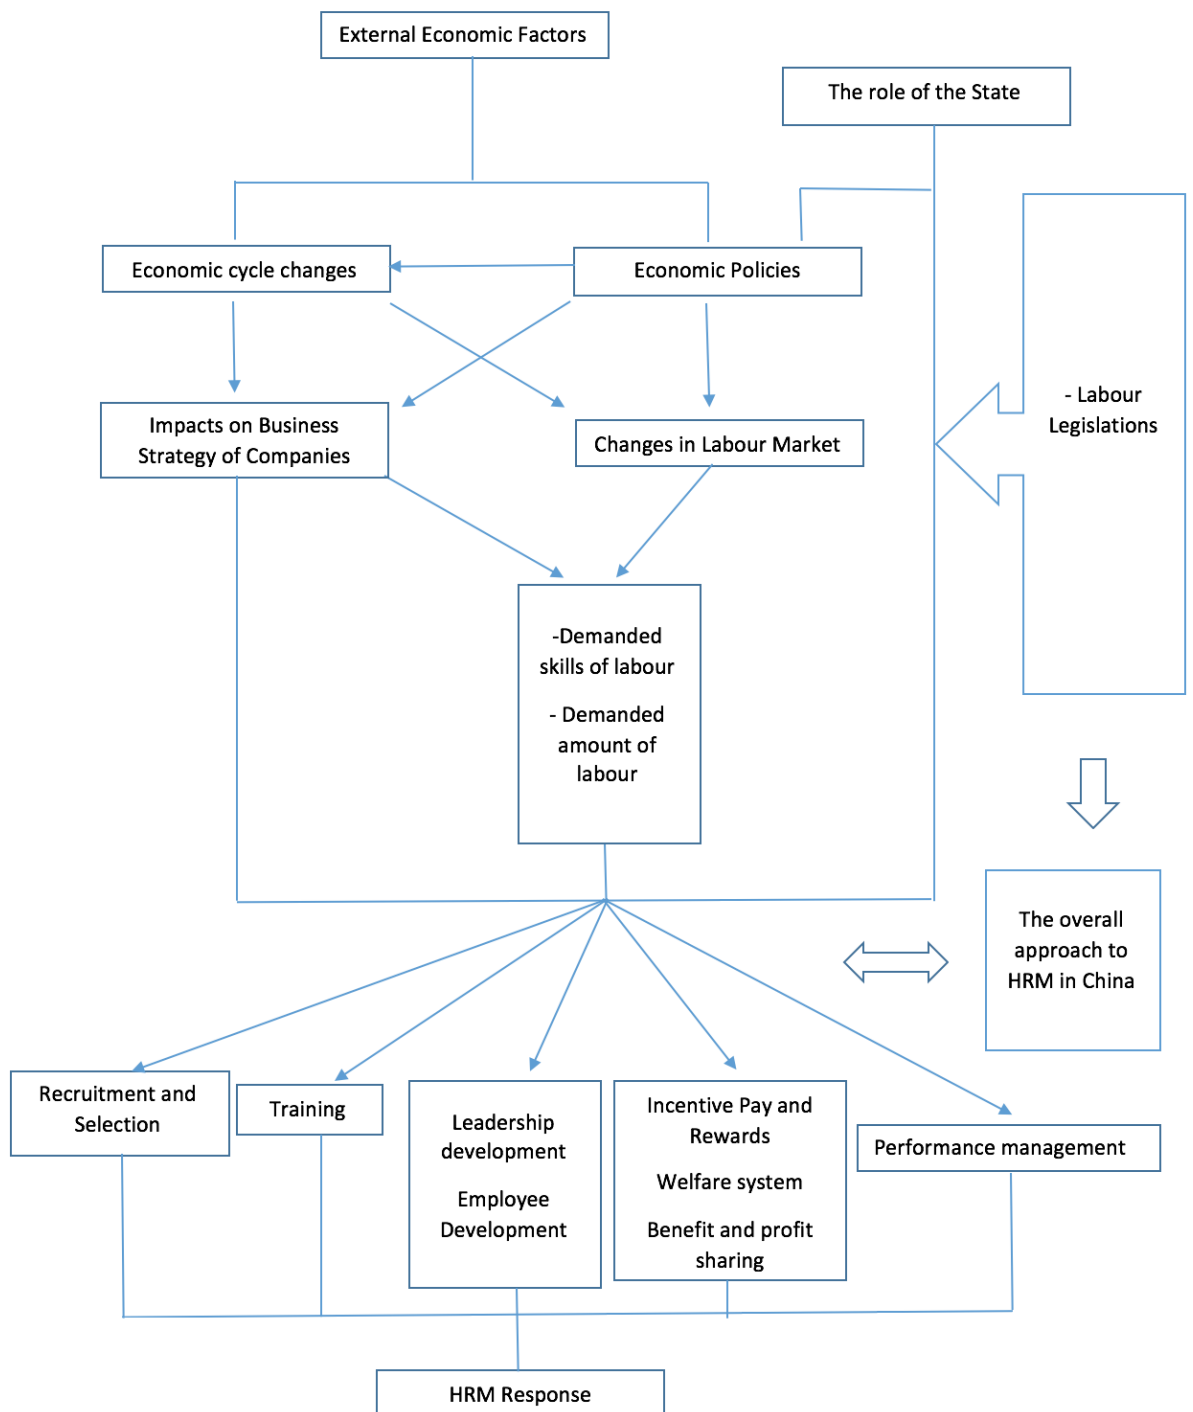 External Economic Factors
The role of the State
Economic cycle changes
Economic Policies
- Labour
Legislations
Impacts on Business
Strategy of Companies
Changes in Labour Market
-Demanded
skills of labour
- Demanded
amount of
labour
The overall
approach to
HRM in China
Recruitment and
Selection
Training
Leadership
development
Employee
Development
Incentive Pay and
Rewards
Welfare system
Benefit and profit
sharing
Performance management
HRM Response